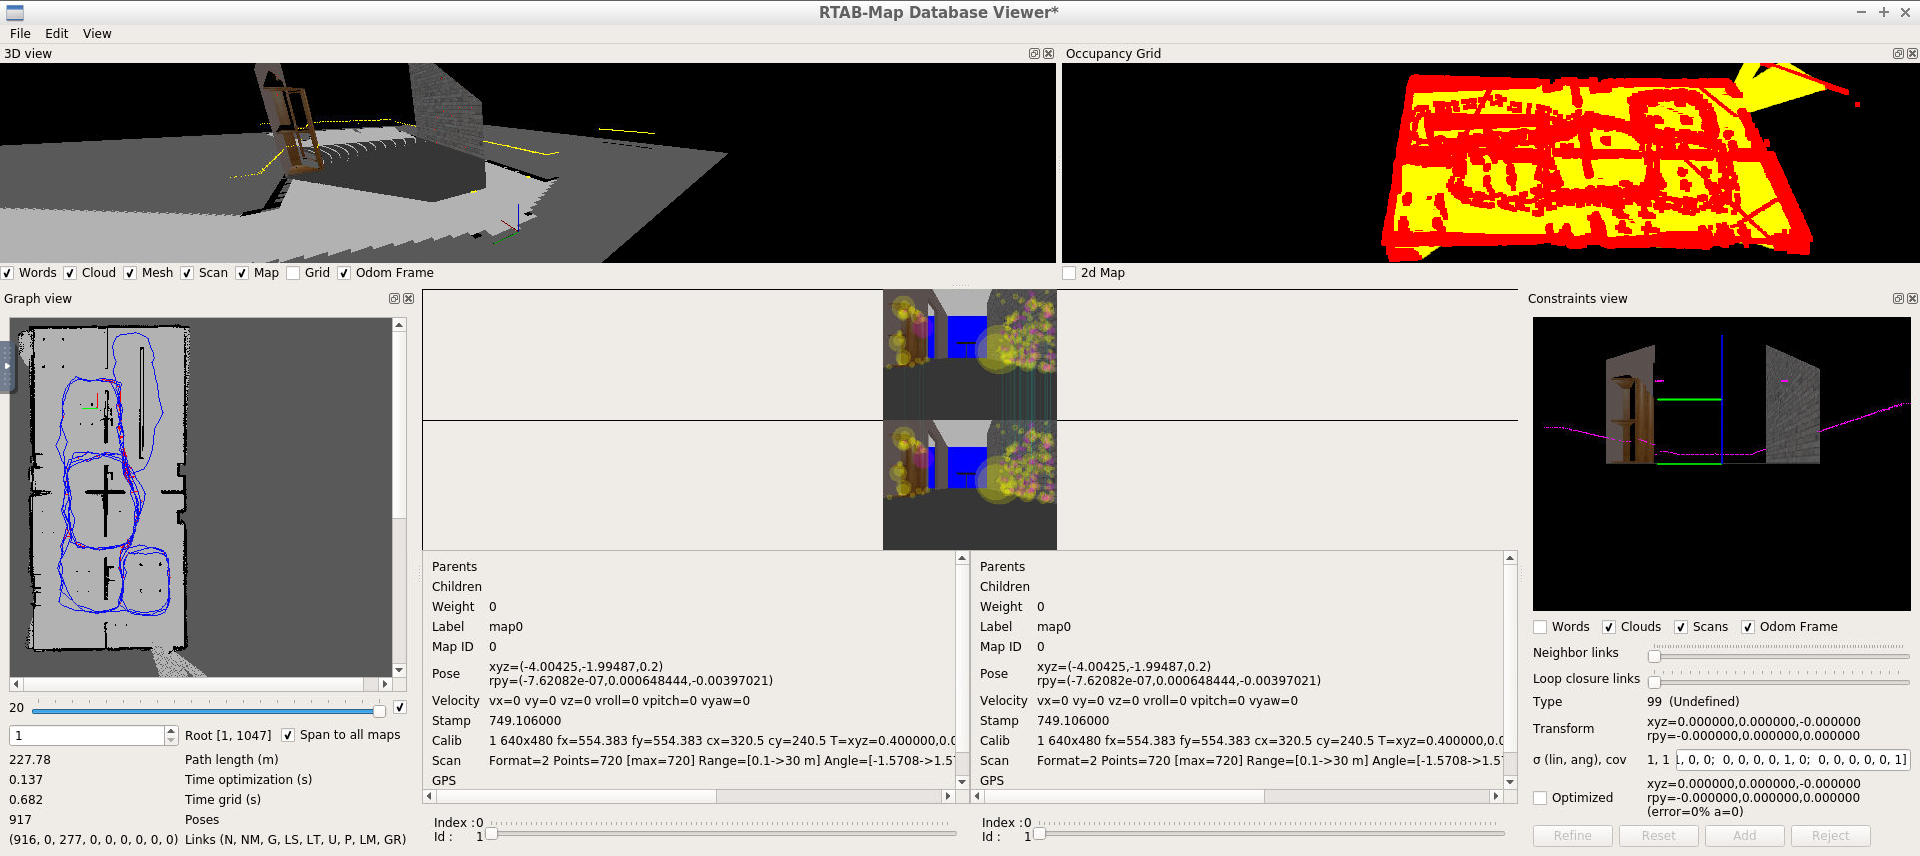 RTAB-Map Database Viewer*
File Edit View
3D view
Occupancy Grid
Words Cloud Mesh Scan Map Grid Odom Frame
2d Map
Graph view
Constraints view
20
1
Root [1, 1047] Span to all maps
227.78 Path length (m)
0.137 Time optimization (s)
0.682 Time grid (s)
917 Poses
(916, 0, 277, 0, 0, 0, 0, 0, 0) Links (N, NM, G, LS, LT, U, P, LM, GR)
Parents
Children
Weight 0
Label map0
Map ID 0
Pose xyz=(-4.00425,-1.99487,0.2)
rpy=(-7.62082e-07,0.000648444,-0.00397021)
Velocity vx=0 vy=0 vz=0 vroll=0 vpitch=0 vyaw=0
Stamp 749.106000
Calib 1 640x480 fx=554.383 fy=554.383 cx=320.5 cy=240.5 T=xyz=0.400000,0.0
Scan Format=2 Points=720 [max=720] Range=[0.1->30 m] Angle=[-1.5708->1.5
GPS
Index : 0
Id : 1
Parents
Children
Weight 0
Label map0
Map ID 0
Pose xyz=(-4.00425,-1.99487,0.2)
rpy=(-7.62082e-07,0.000648444,-0.00397021)
Velocity vx=0 vy=0 vz=0 vroll=0 vpitch=0 vyaw=0
Stamp 749.106000
Calib 1 640x480 fx=554.383 fy=554.383 cx=320.5 cy=240.5 T=xyz=0.400000,0.0
Scan Format=2 Points=720 [max=720] Range=[0.1->30 m] Angle=[-1.5708->1.5
GPS
Index : 0
Id : 1
Words Clouds Scans Odom Frame
Neighbor links
Loop closure links
Type 99 (Undefined)
Transform xyz=0.000000,0.000000,-0.000000
rpy=-0.000000,0.000000,0.000000
σ (lin, ang), cov 1, 1 , 0, 0; 0, 0, 0, 0, 1, 0; 0, 0, 0, 0, 0, 1]
Optimized xyz=0.000000,0.000000,-0.000000
rpy=-0.000000,0.000000,0.000000
(error=0% a=0)
Refine Reset Add Reject